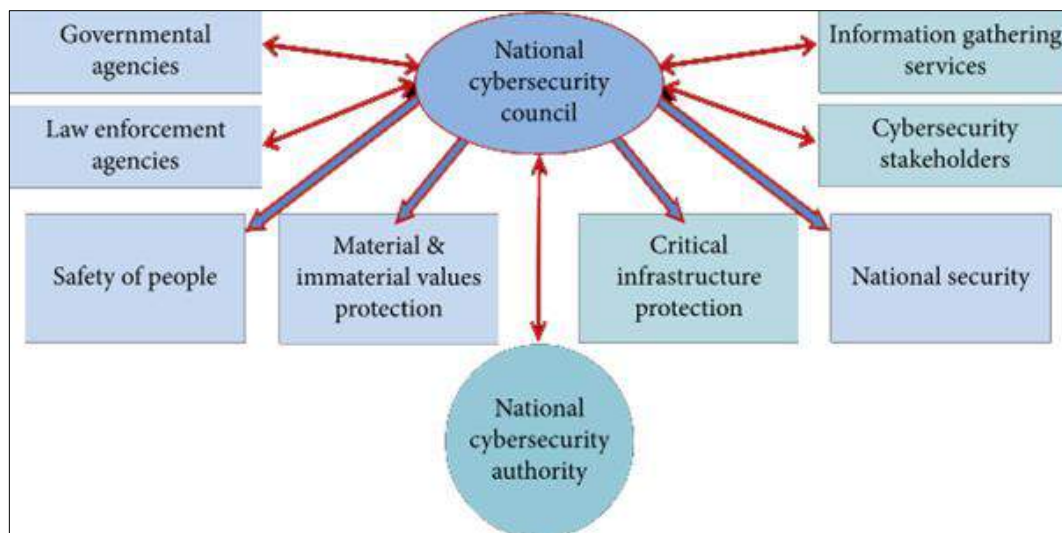 Governmental
agencies
National
cybersecurity
council
Information gathering
services
Law enforcement
agencies
Cybersecurity
stakeholders
Safety of people
Material &
immaterial values
protection
Critical
infrastructure
protection
National security
National
cybersecurity
authority